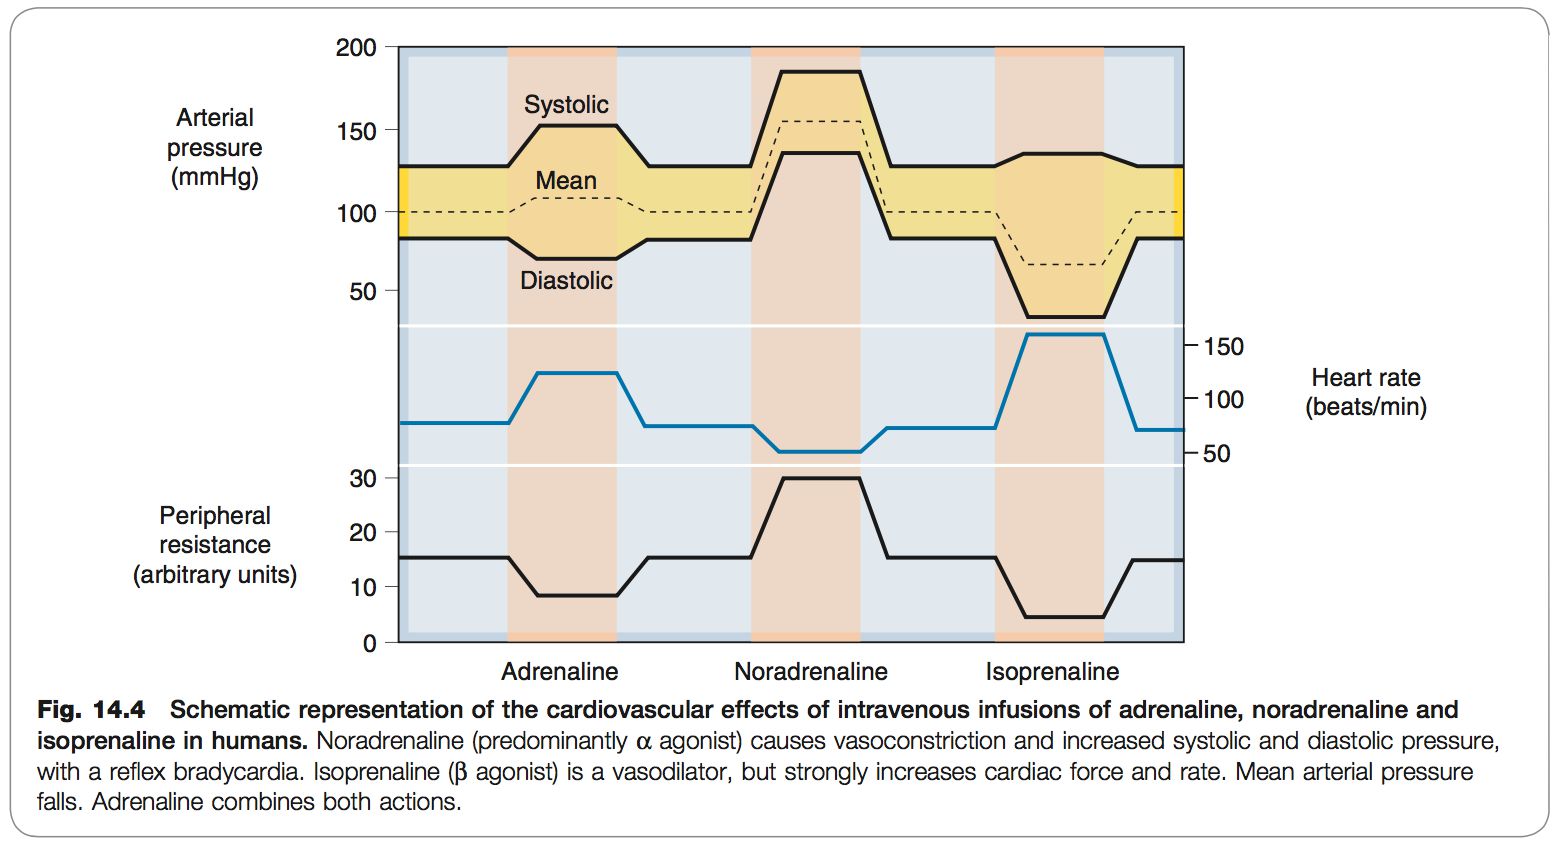 200
150
100
50
Arterial
pressure
(mmHg)
Systolic
Mean
Diastolic
150
100
50
Heart rate
(beats/min)
30
20
10
0
Peripheral
resistance
(arbitrary units)
Adrenaline Noradrenaline Isoprenaline
Fig. 14.4 Schematic representation of the cardiovascular effects of intravenous infusions of adrenaline, noradrenaline and
isoprenaline in humans. Noradrenaline (predominantly α agonist) causes vasoconstriction and increased systolic and diastolic pressure,
with a reflex bradycardia. Isoprenaline (β agonist) is a vasodilator, but strongly increases cardiac force and rate. Mean arterial pressure
falls. Adrenaline combines both actions.